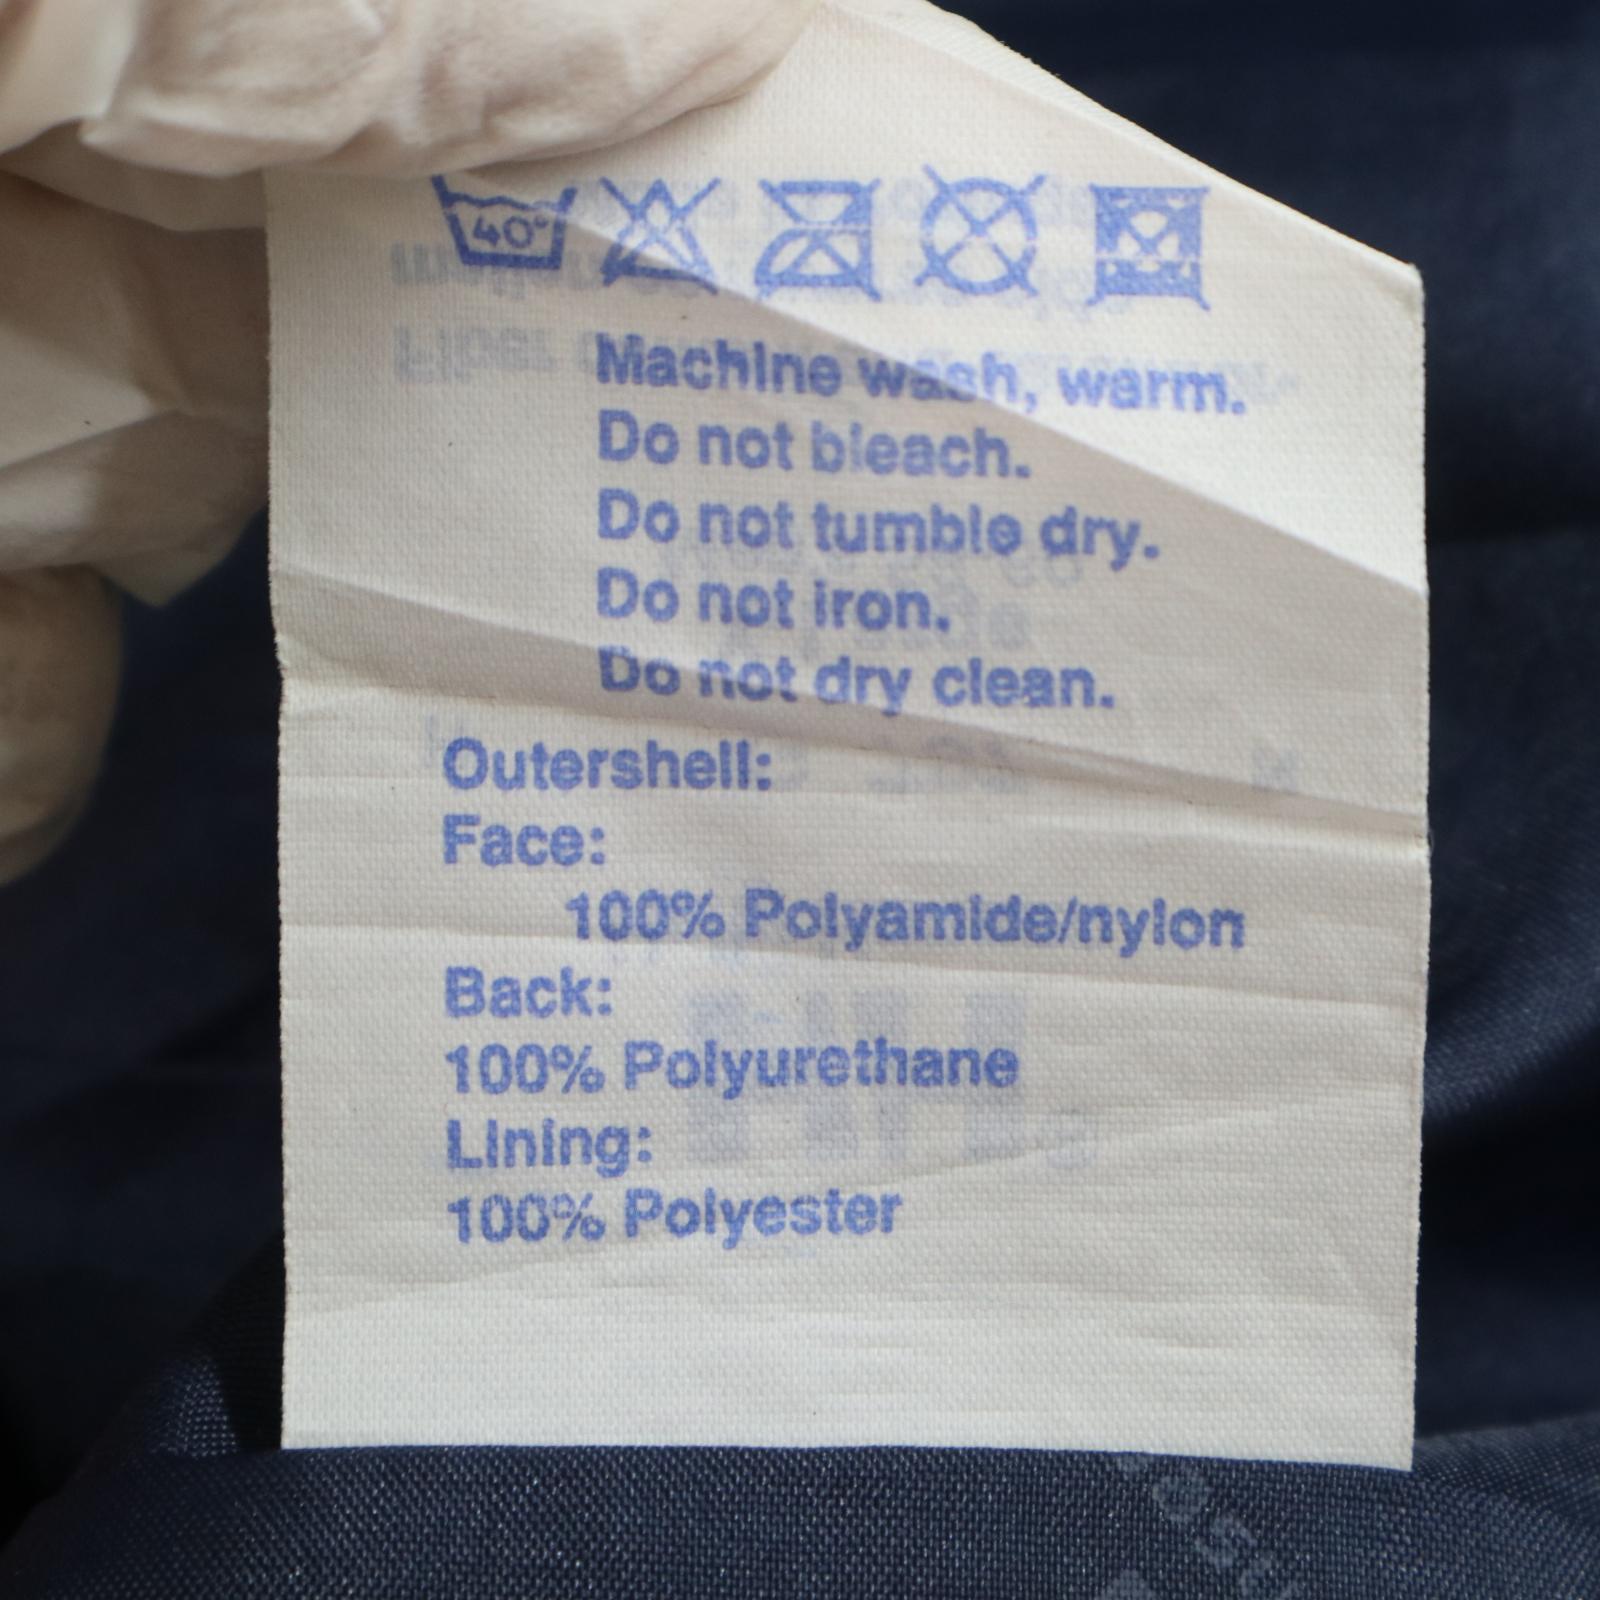 40°
Machine wash, warm.
Do not bleach.
Do not tumble dry.
Do not iron.
Do not dry clean.
Outershell:
Face:
100% Polyamide/nylon
Back:
100% Polyurethane
Lining:
100% Polyester